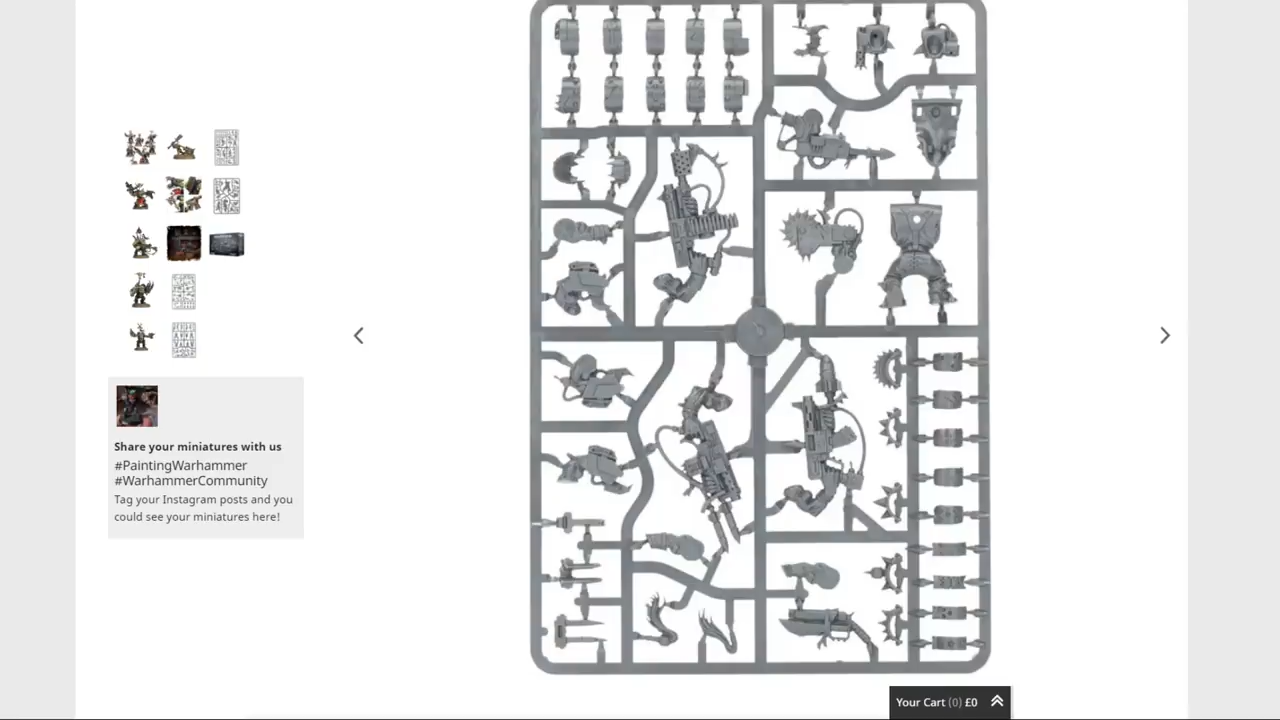 Share your miniatures with us
#PaintingWarhammer
#WarhammerCommunity
Tag your Instagram posts and you
could see your miniatures here!
Your Cart (0) £0